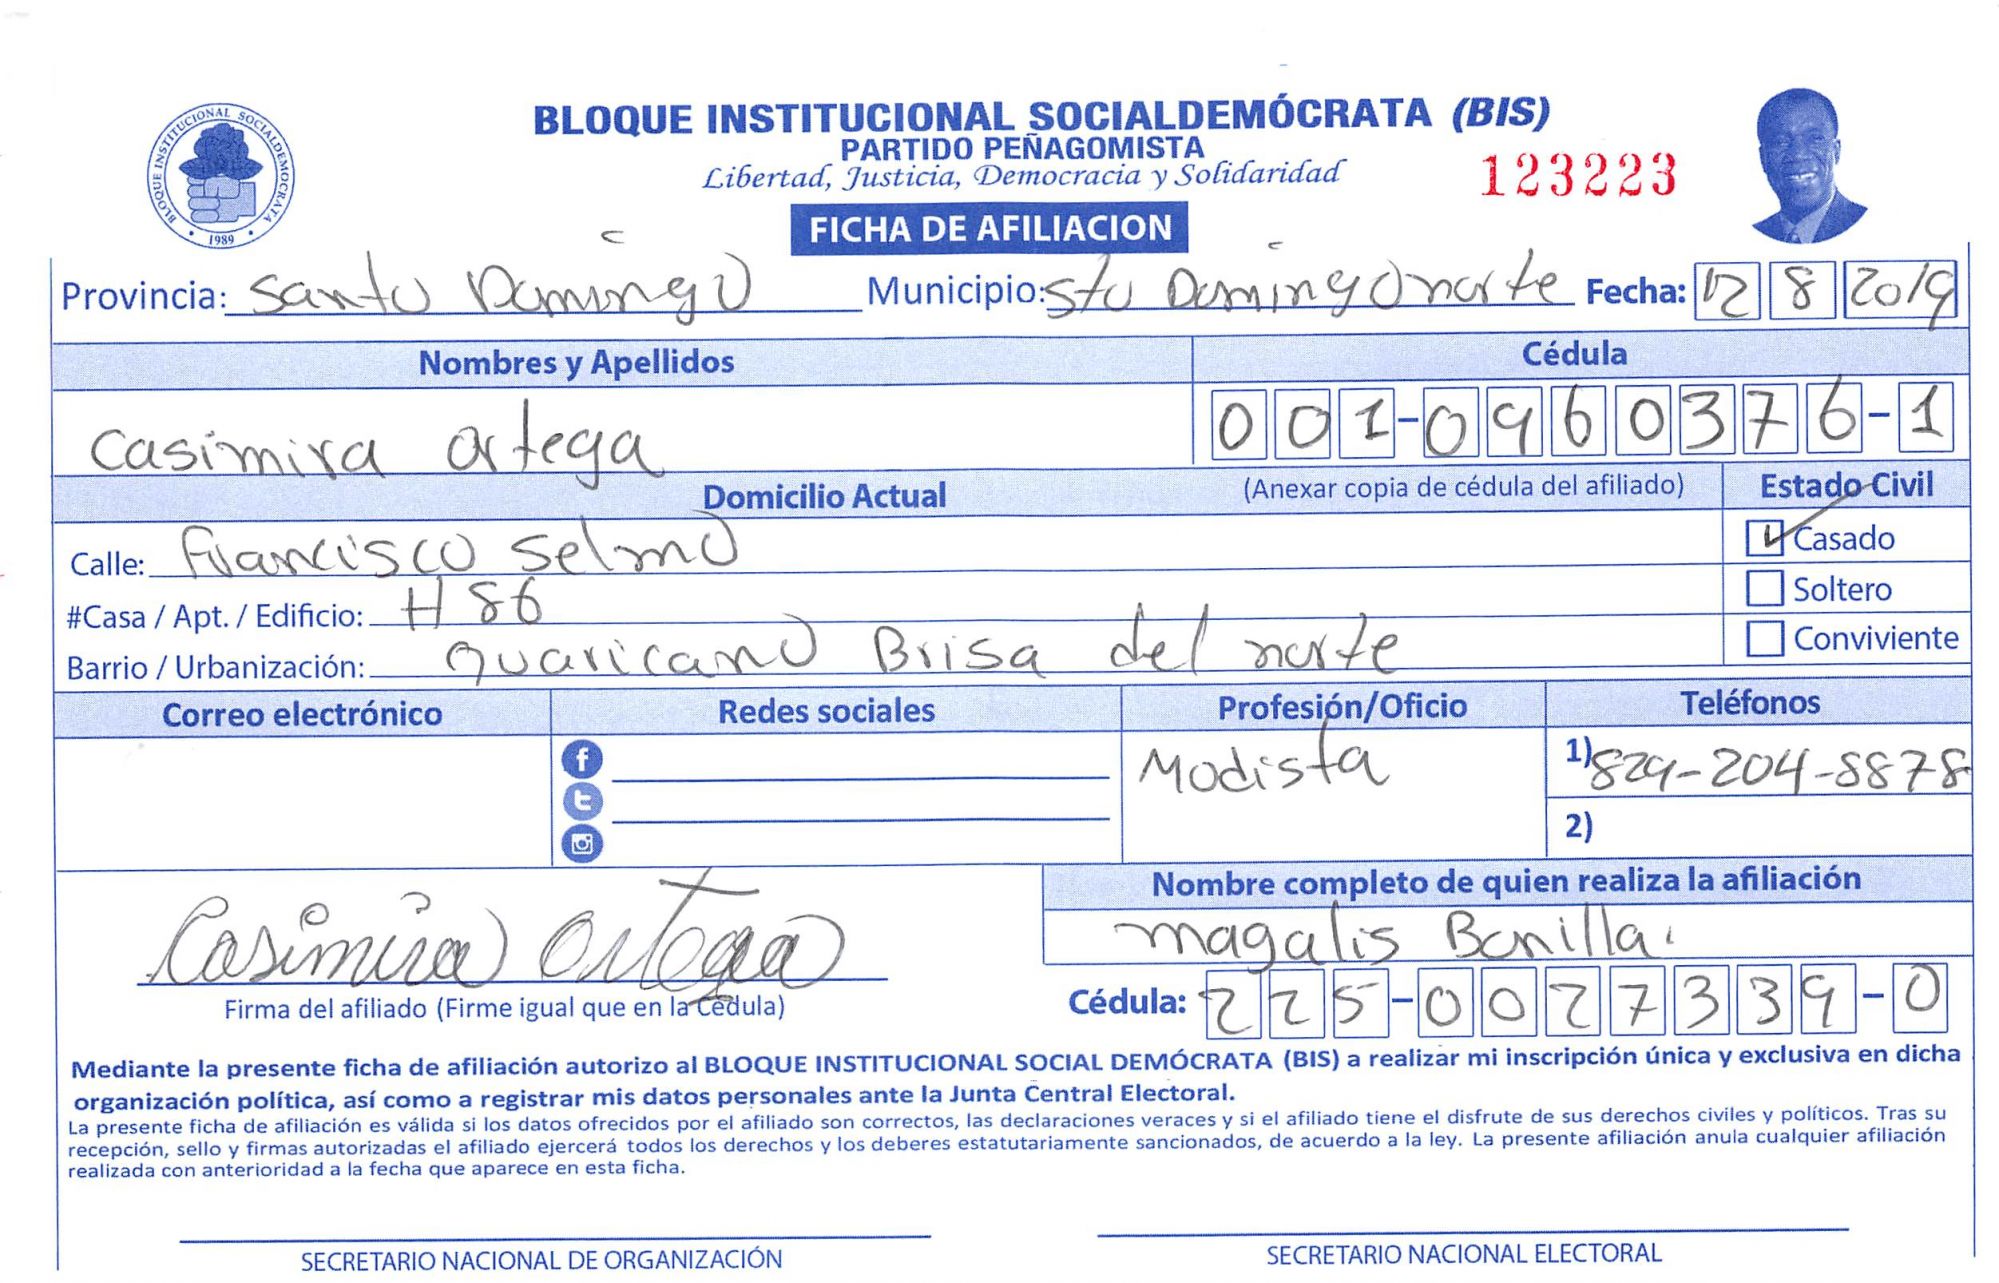 BLOQUE INSTITUCIONAL SOCIALDEMÓCRATA (BIS)
PARTIDO PEÑAGOMISTA
Libertad, Justicia, Democracia y Solidaridad
123223
BLOQUE INSTITUCIONAL SOCIALDEMOCRATA
1989
FICHA DE AFILIACION
Provincia: Santo Domingo Municipio: Sto Domingo norte Fecha: 12 8 2019
Nombres y Apellidos Cédula
Casimira Ortega 001-0960376-1
Domicilio Actual (Anexar copia de cédula del afiliado) Estado Civil
Calle: Francisco Selmo Casado
#Casa / Apt. / Edificio: H 86 Soltero
Barrio / Urbanización: guaricano Brisa del norte Conviviente
Correo electrónico Redes sociales Profesión/Oficio Teléfonos
Modista 1) 829-204-8878
2)
Nombre completo de quien realiza la afiliación
Casimira Ortega magalis Bonilla.
Firma del afiliado (Firme igual que en la Cédula) Cédula: 225-0027339-0
Mediante la presente ficha de afiliación autorizo al BLOQUE INSTITUCIONAL SOCIAL DEMÓCRATA (BIS) a realizar mi inscripción única y exclusiva en dicha
organización política, así como a registrar mis datos personales ante la Junta Central Electoral.
La presente ficha de afiliación es válida si los datos ofrecidos por el afiliado son correctos, las declaraciones veraces y si el afiliado tiene el disfrute de sus derechos civiles y políticos. Tras su
recepción, sello y firmas autorizadas el afiliado ejercerá todos los derechos y los deberes estatutariamente sancionados, de acuerdo a la ley. La presente afiliación anula cualquier afiliación
realizada con anterioridad a la fecha que aparece en esta ficha.
SECRETARIO NACIONAL DE ORGANIZACIÓN SECRETARIO NACIONAL ELECTORAL